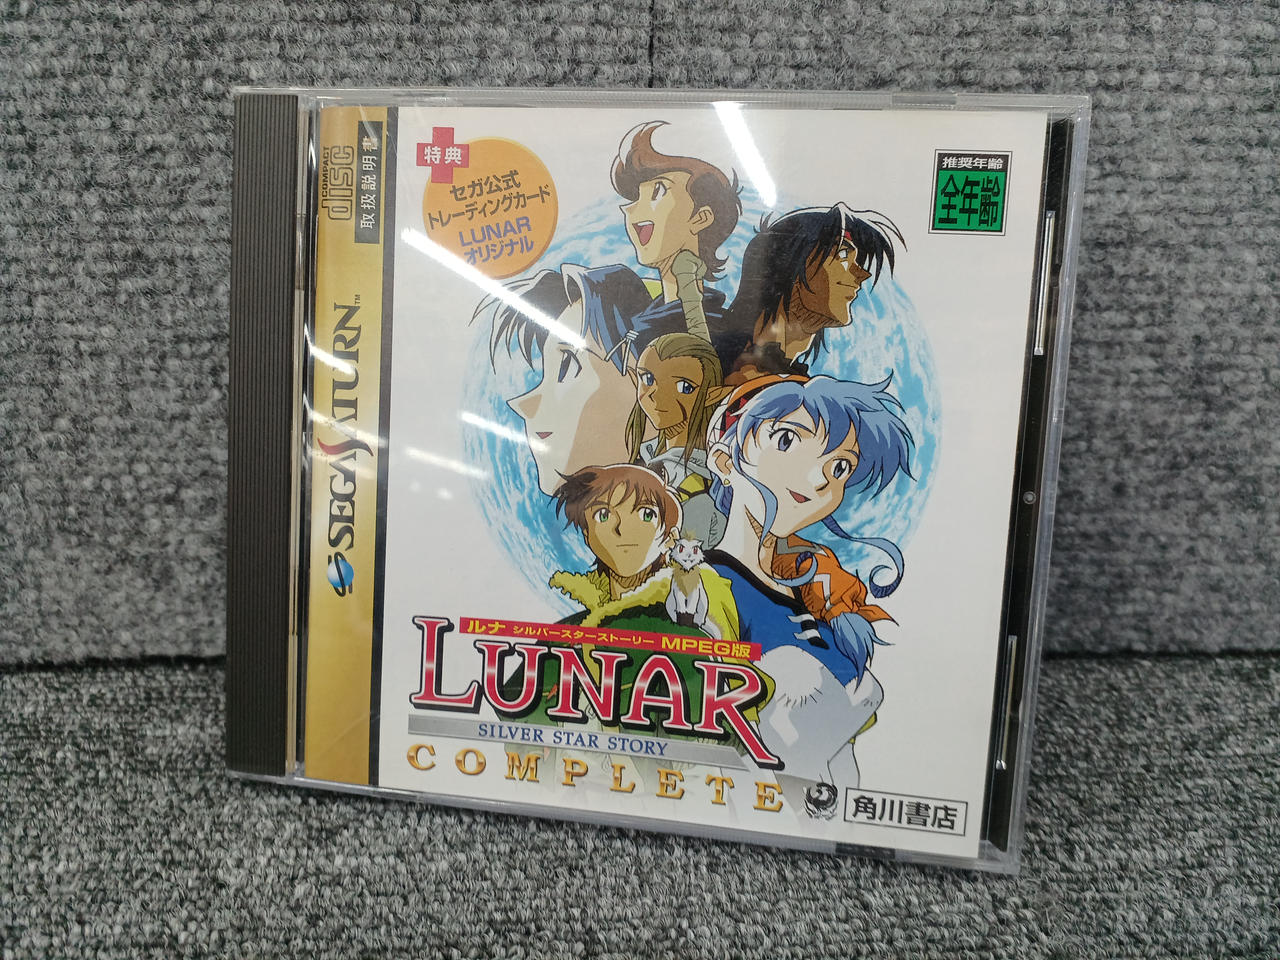 COMPACT
DISC
取扱説明書
SEGA SATURN™
特典
セガ公式
トレーディングカード
LUNAR
オリジナル
推奨年齢
全年齢
ルナ シルバースターストーリー MPEG版
LUNAR
SILVER STAR STORY
COMPLETE
角川書店